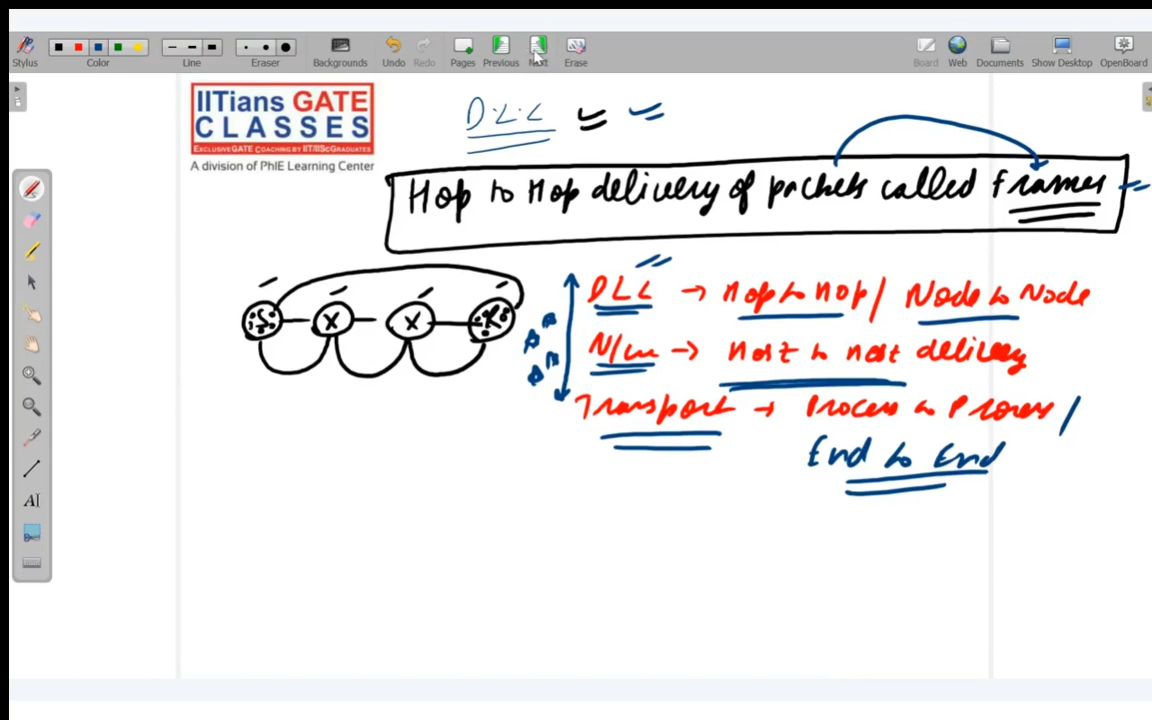 Stylus
Color
Line
Eraser
Backgrounds
Undo
Redo
Pages
Previous
Next
Erase
Board
Web
Documents
Show Desktop
OpenBoard
IITians GATE
CLASSES
EXCLUSIVE GATE COACHING BY IIT/IISc GRADUATES
A division of PhIE Learning Center
D.L.L
Hop to Hop delivery of packets called frames
S X X R
DLL → Hop to Hop / Node to Node
N/w → Host to Host delivery
Transport → Process to Process /
End to End
AI